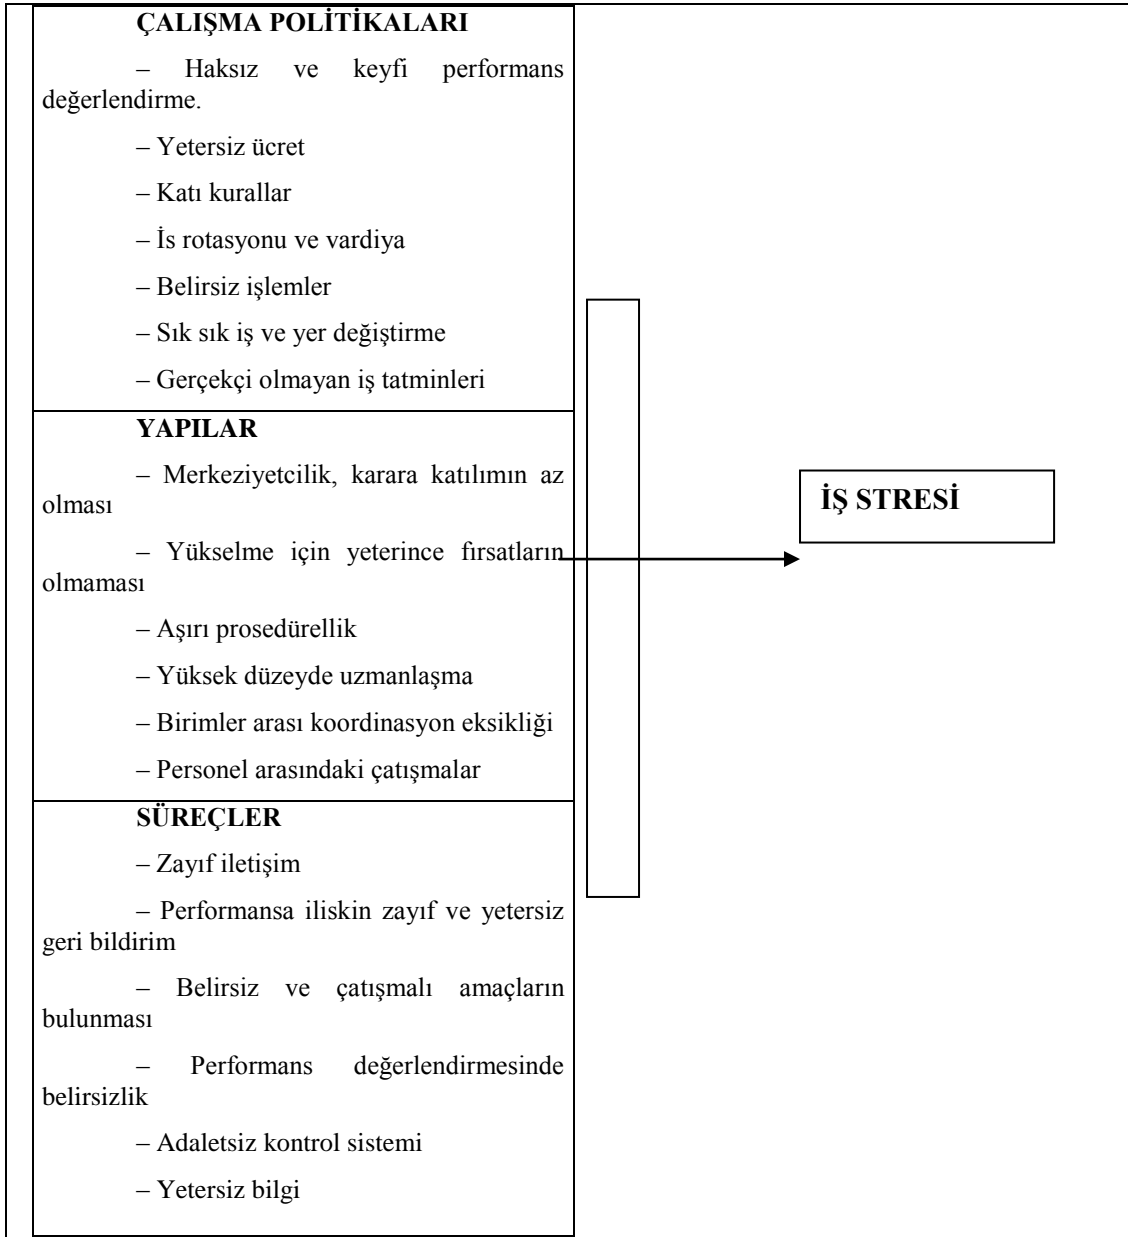 ÇALIŞMA POLİTİKALARI
– Haksız ve keyfi performans
değerlendirme.
– Yetersiz ücret
– Katı kurallar
– İs rotasyonu ve vardiya
– Belirsiz işlemler
– Sık sık iş ve yer değiştirme
– Gerçekçi olmayan iş tatminleri
YAPILAR
– Merkeziyetcilik, karara katılımın az
olması
– Yükselme için yeterince fırsatların
olmaması
– Aşırı prosedürellik
– Yüksek düzeyde uzmanlaşma
– Birimler arası koordinasyon eksikliği
– Personel arasındaki çatışmalar
SÜREÇLER
– Zayıf iletişim
– Performansa iliskin zayıf ve yetersiz
geri bildirim
– Belirsiz ve çatışmalı amaçların
bulunması
– Performans değerlendirmesinde
belirsizlik
– Adaletsiz kontrol sistemi
– Yetersiz bilgi
İŞ STRESİ